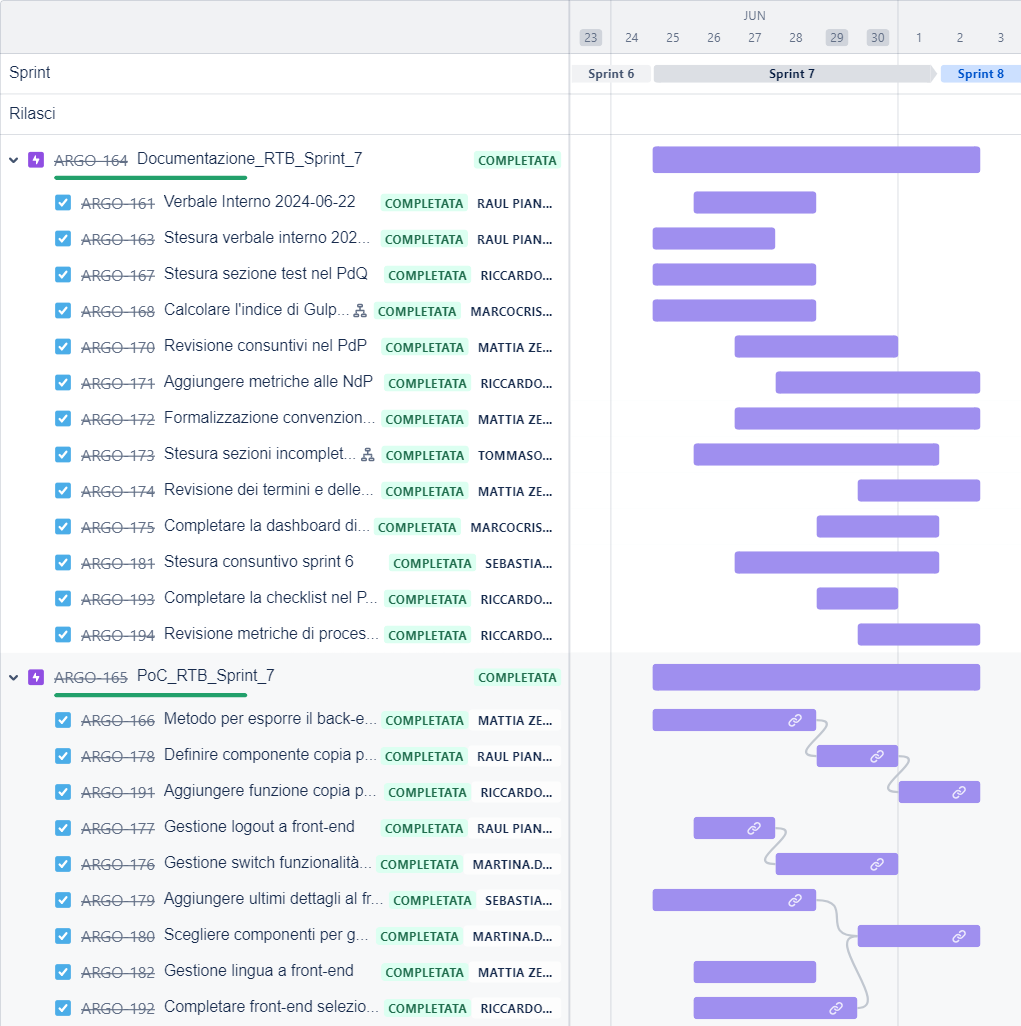 JUN
23 24 25 26 27 28 29 30 1 2 3
Sprint Sprint 6 Sprint 7 Sprint 8
Rilasci
ARGO-164 Documentazione_RTB_Sprint_7 COMPLETATA
ARGO-161 Verbale Interno 2024-06-22 COMPLETATA RAUL PIAN...
ARGO-163 Stesura verbale interno 202... COMPLETATA RAUL PIAN...
ARGO-167 Stesura sezione test nel PdQ COMPLETATA RICCARDO...
ARGO-168 Calcolare l'indice di Gulp... COMPLETATA MARCOCRIS...
ARGO-170 Revisione consuntivi nel PdP COMPLETATA MATTIA ZE...
ARGO-171 Aggiungere metriche alle NdP COMPLETATA RICCARDO...
ARGO-172 Formalizzazione convenzion... COMPLETATA MATTIA ZE...
ARGO-173 Stesura sezioni incomplet... COMPLETATA TOMMASO...
ARGO-174 Revisione dei termini e delle... COMPLETATA MATTIA ZE...
ARGO-175 Completare la dashboard di... COMPLETATA MARCOCRIS...
ARGO-181 Stesura consuntivo sprint 6 COMPLETATA SEBASTIA...
ARGO-193 Completare la checklist nel P... COMPLETATA RICCARDO...
ARGO-194 Revisione metriche di proces... COMPLETATA RICCARDO...
ARGO-165 PoC_RTB_Sprint_7 COMPLETATA
ARGO-166 Metodo per esporre il back-e... COMPLETATA MATTIA ZE...
ARGO-178 Definire componente copia p... COMPLETATA RAUL PIAN...
ARGO-191 Aggiungere funzione copia p... COMPLETATA RICCARDO...
ARGO-177 Gestione logout a front-end COMPLETATA RAUL PIAN...
ARGO-176 Gestione switch funzionalità... COMPLETATA MARTINA.D...
ARGO-179 Aggiungere ultimi dettagli al fr... COMPLETATA SEBASTIA...
ARGO-180 Scegliere componenti per g... COMPLETATA MARTINA.D...
ARGO-182 Gestione lingua a front-end COMPLETATA MATTIA ZE...
ARGO-192 Completare front-end selezio... COMPLETATA RICCARDO...